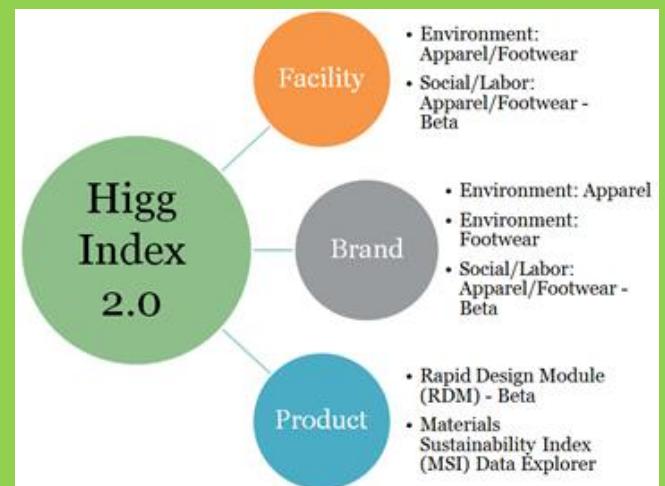 Higg
Index
2.0
Facility
• Environment:
Apparel/Footwear
• Social/Labor:
Apparel/Footwear -
Beta
Brand
• Environment: Apparel
• Environment:
Footwear
• Social/Labor:
Apparel/Footwear -
Beta
Product
• Rapid Design Module
(RDM) - Beta
• Materials
Sustainability Index
(MSI) Data Explorer